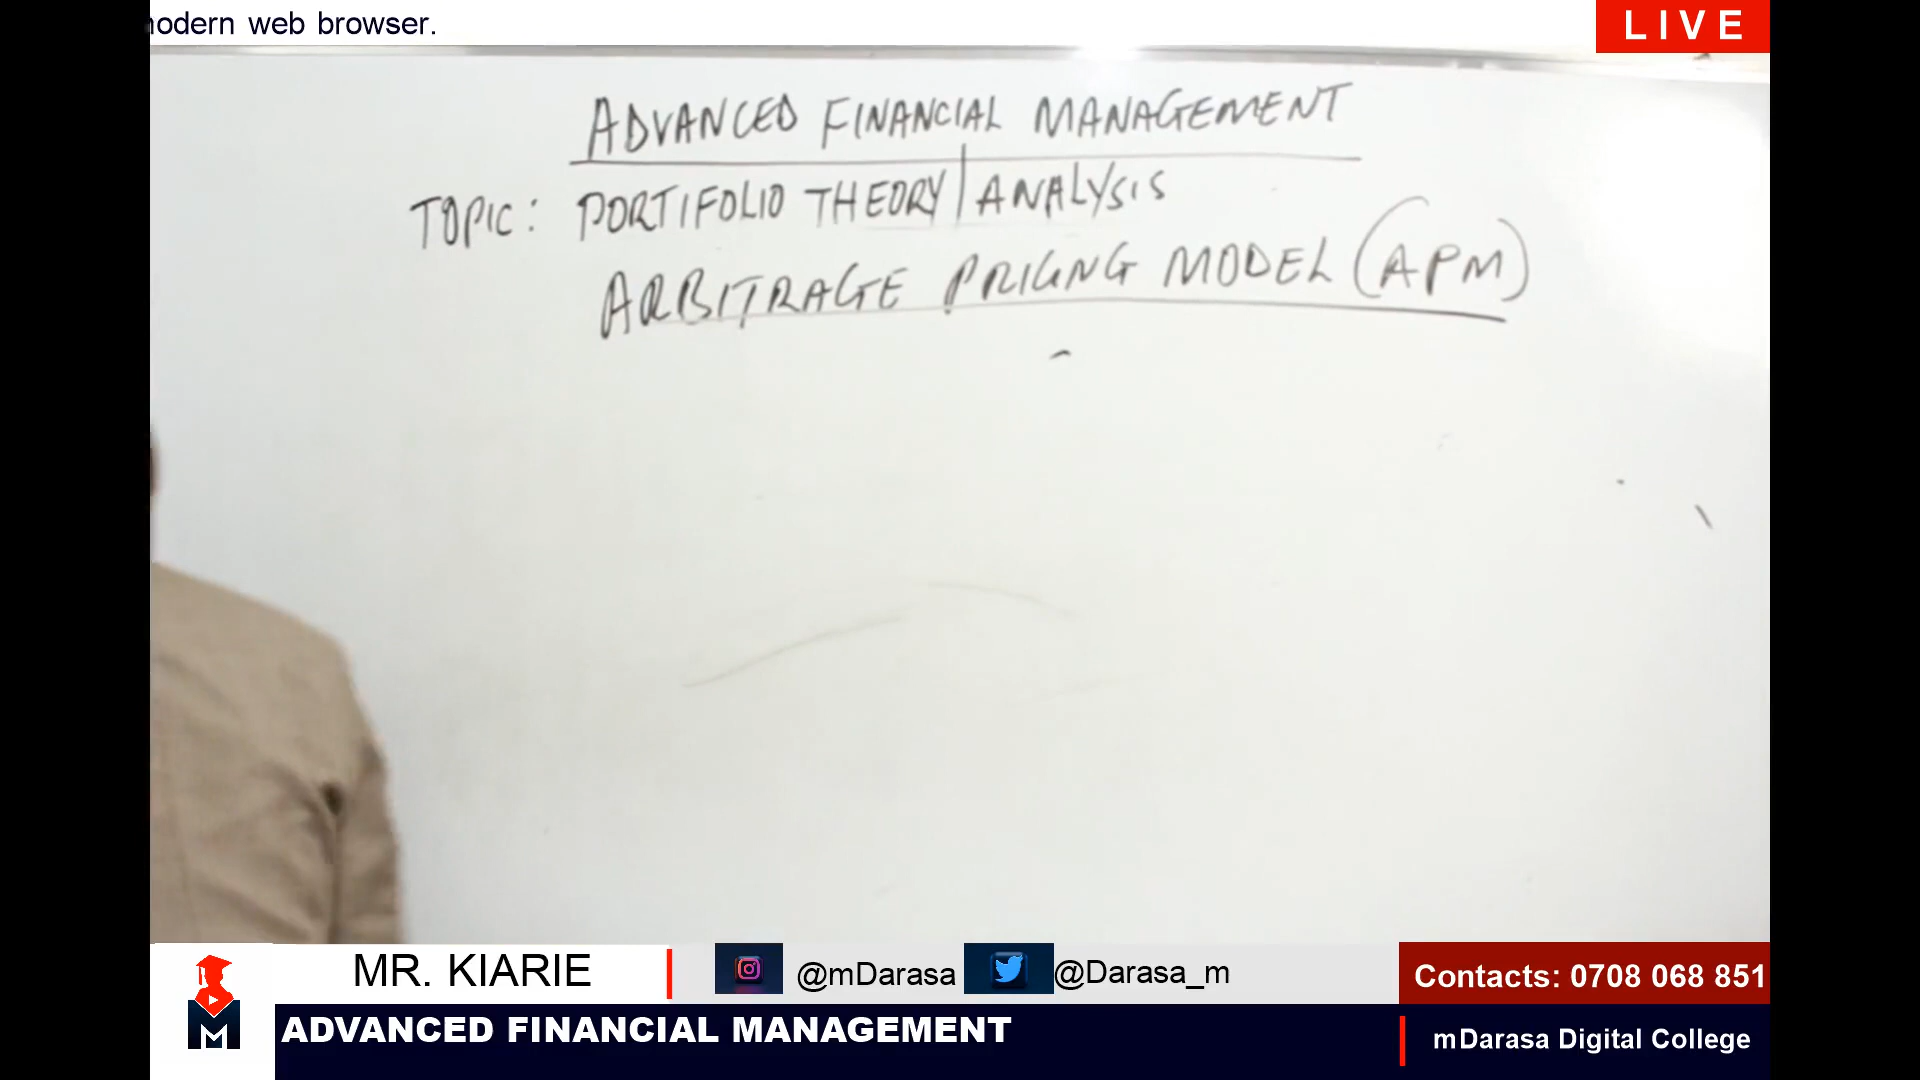 odern web browser.
LIVE
ADVANCED FINANCIAL MANAGEMENT
TOPIC: PORTIFOLIO THEORY/ANALYSIS
ARBITRAGE PRICING MODEL (APM)
MR. KIARIE
@mDarasa
@Darasa_m
Contacts: 0708 068 851
M
ADVANCED FINANCIAL MANAGEMENT
mDarasa Digital College